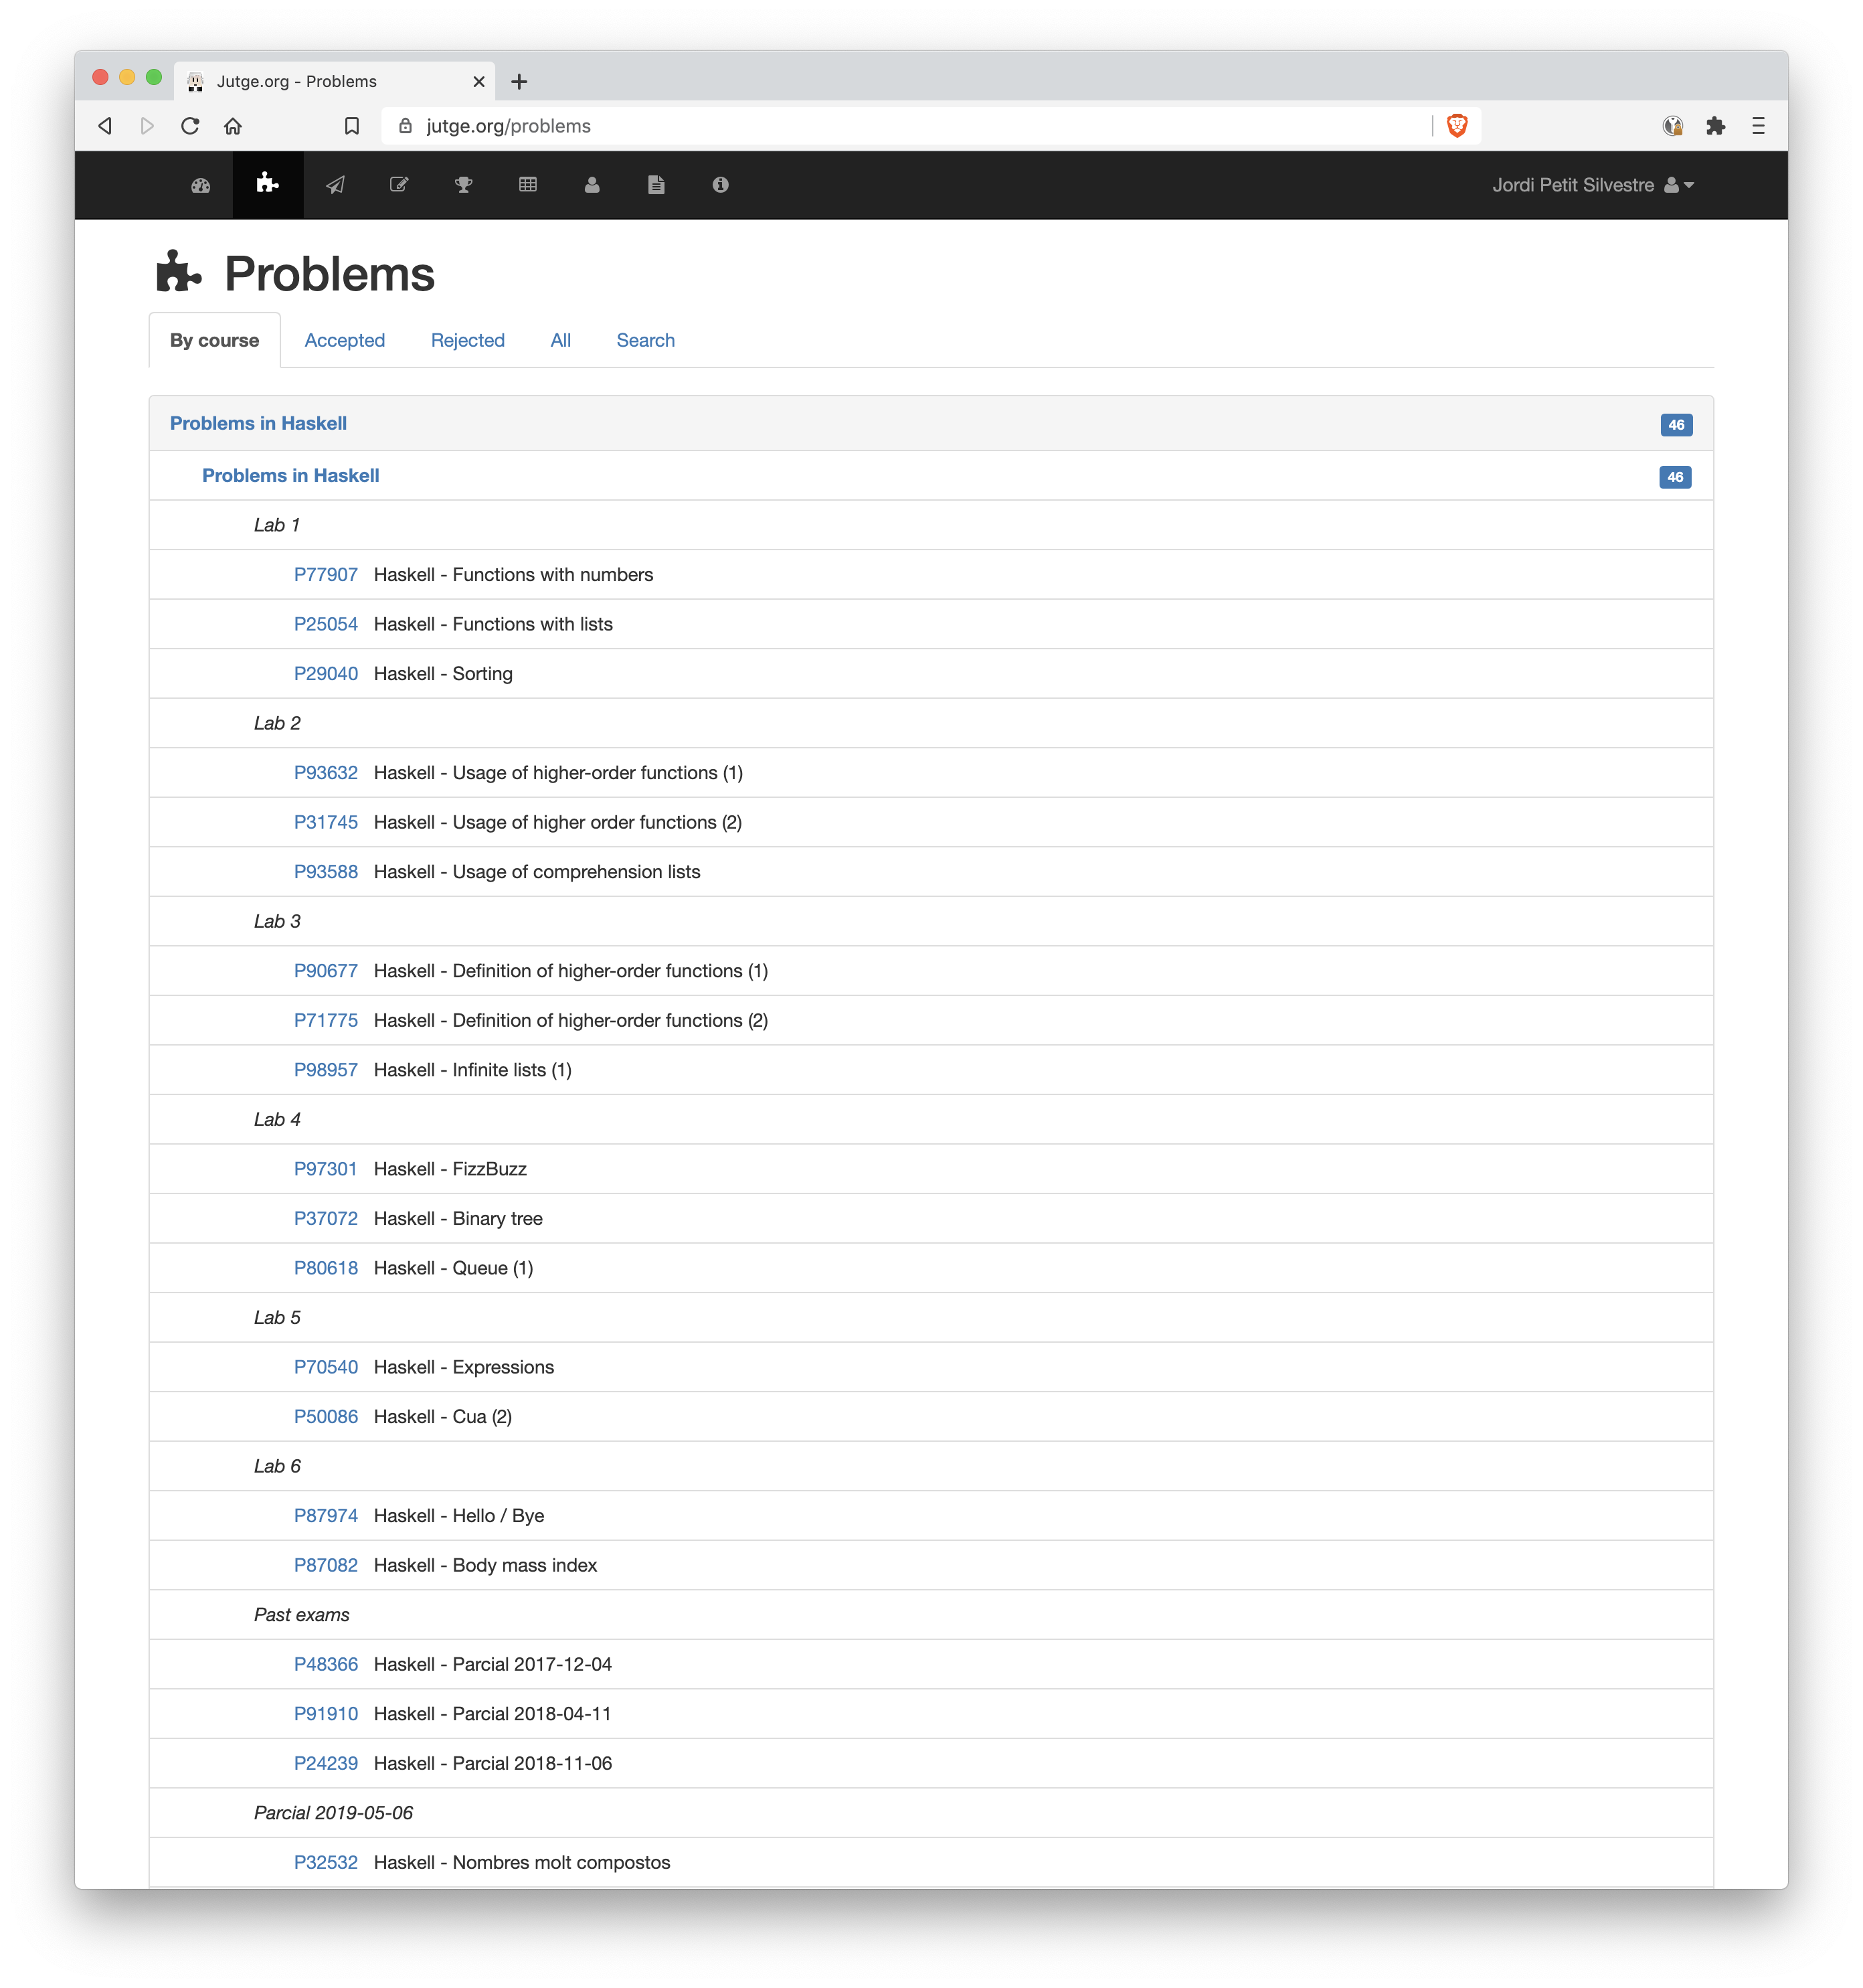 Jutge.org - Problems
jutge.org/problems
Jordi Petit Silvestre
Problems
By course Accepted Rejected All Search
Problems in Haskell 46
Problems in Haskell 46
Lab 1
P77907 Haskell - Functions with numbers
P25054 Haskell - Functions with lists
P29040 Haskell - Sorting
Lab 2
P93632 Haskell - Usage of higher-order functions (1)
P31745 Haskell - Usage of higher order functions (2)
P93588 Haskell - Usage of comprehension lists
Lab 3
P90677 Haskell - Definition of higher-order functions (1)
P71775 Haskell - Definition of higher-order functions (2)
P98957 Haskell - Infinite lists (1)
Lab 4
P97301 Haskell - FizzBuzz
P37072 Haskell - Binary tree
P80618 Haskell - Queue (1)
Lab 5
P70540 Haskell - Expressions
P50086 Haskell - Cua (2)
Lab 6
P87974 Haskell - Hello / Bye
P87082 Haskell - Body mass index
Past exams
P48366 Haskell - Parcial 2017-12-04
P91910 Haskell - Parcial 2018-04-11
P24239 Haskell - Parcial 2018-11-06
Parcial 2019-05-06
P32532 Haskell - Nombres molt compostos